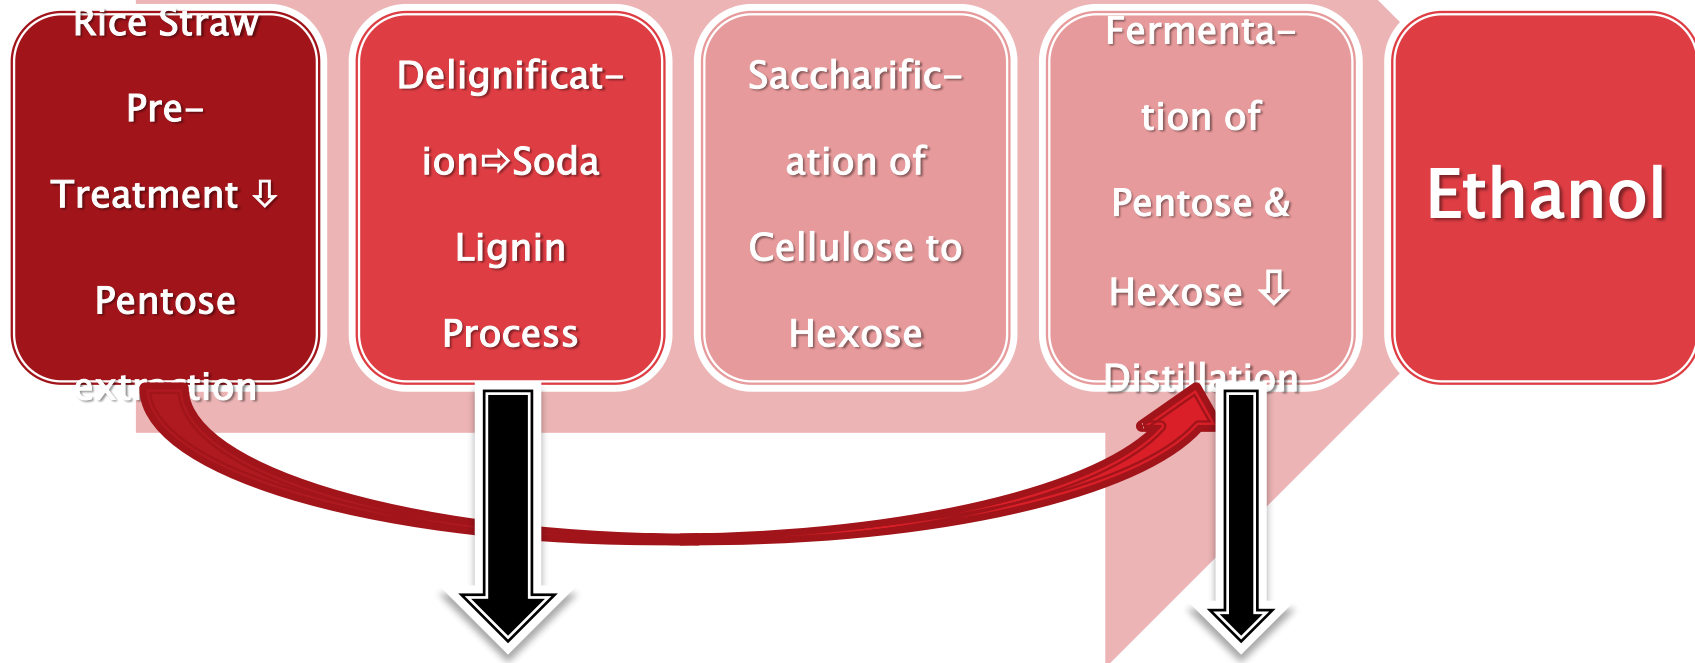 Rice Straw
Pre-
Treatment ⇩
Pentose
extraction
Delignificat-
ion⇨Soda
Lignin
Process
Saccharific-
ation of
Cellulose to
Hexose
Fermenta-
tion of
Pentose &
Hexose ⇩
Distillation
Ethanol